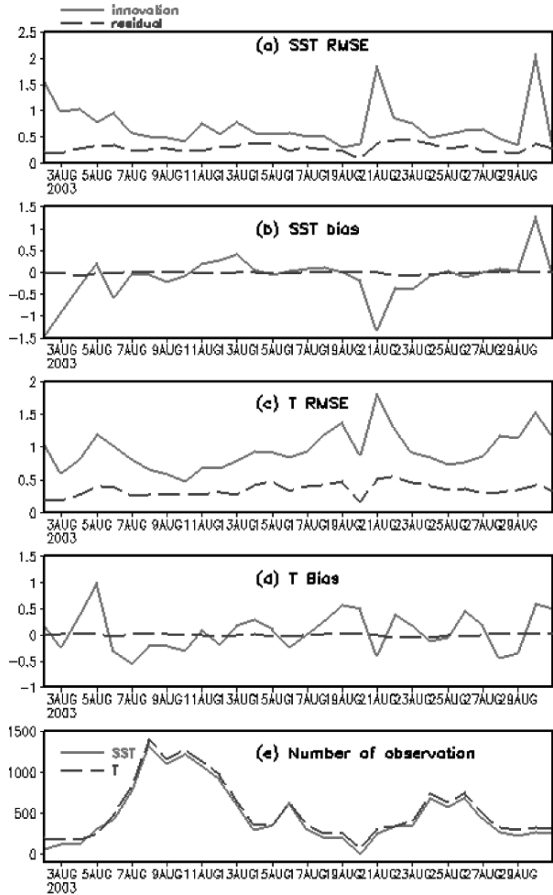 innovation
residual
(a) SST RMSE
2.5
2
1.5
1
0.5
0
3AUG 5AUG 7AUG 9AUG 11AUG 13AUG 15AUG 17AUG 19AUG 21AUG 23AUG 25AUG 27AUG 29AUG
2003
(b) SST bias
1.5
1
0.5
0
-0.5
-1
-1.5
3AUG 5AUG 7AUG 9AUG 11AUG 13AUG 15AUG 17AUG 19AUG 21AUG 23AUG 25AUG 27AUG 29AUG
2003
(c) T RMSE
2
1.5
1
0.5
0
3AUG 5AUG 7AUG 9AUG 11AUG 13AUG 15AUG 17AUG 19AUG 21AUG 23AUG 25AUG 27AUG 29AUG
2003
(d) T Bias
1.5
1
0.5
0
-0.5
-1
3AUG 5AUG 7AUG 9AUG 11AUG 13AUG 15AUG 17AUG 19AUG 21AUG 23AUG 25AUG 27AUG 29AUG
2003
SST
T
(e) Number of observation
1500
1000
500
0
3AUG 5AUG 7AUG 9AUG 11AUG 13AUG 15AUG 17AUG 19AUG 21AUG 23AUG 25AUG 27AUG 29AUG
2003